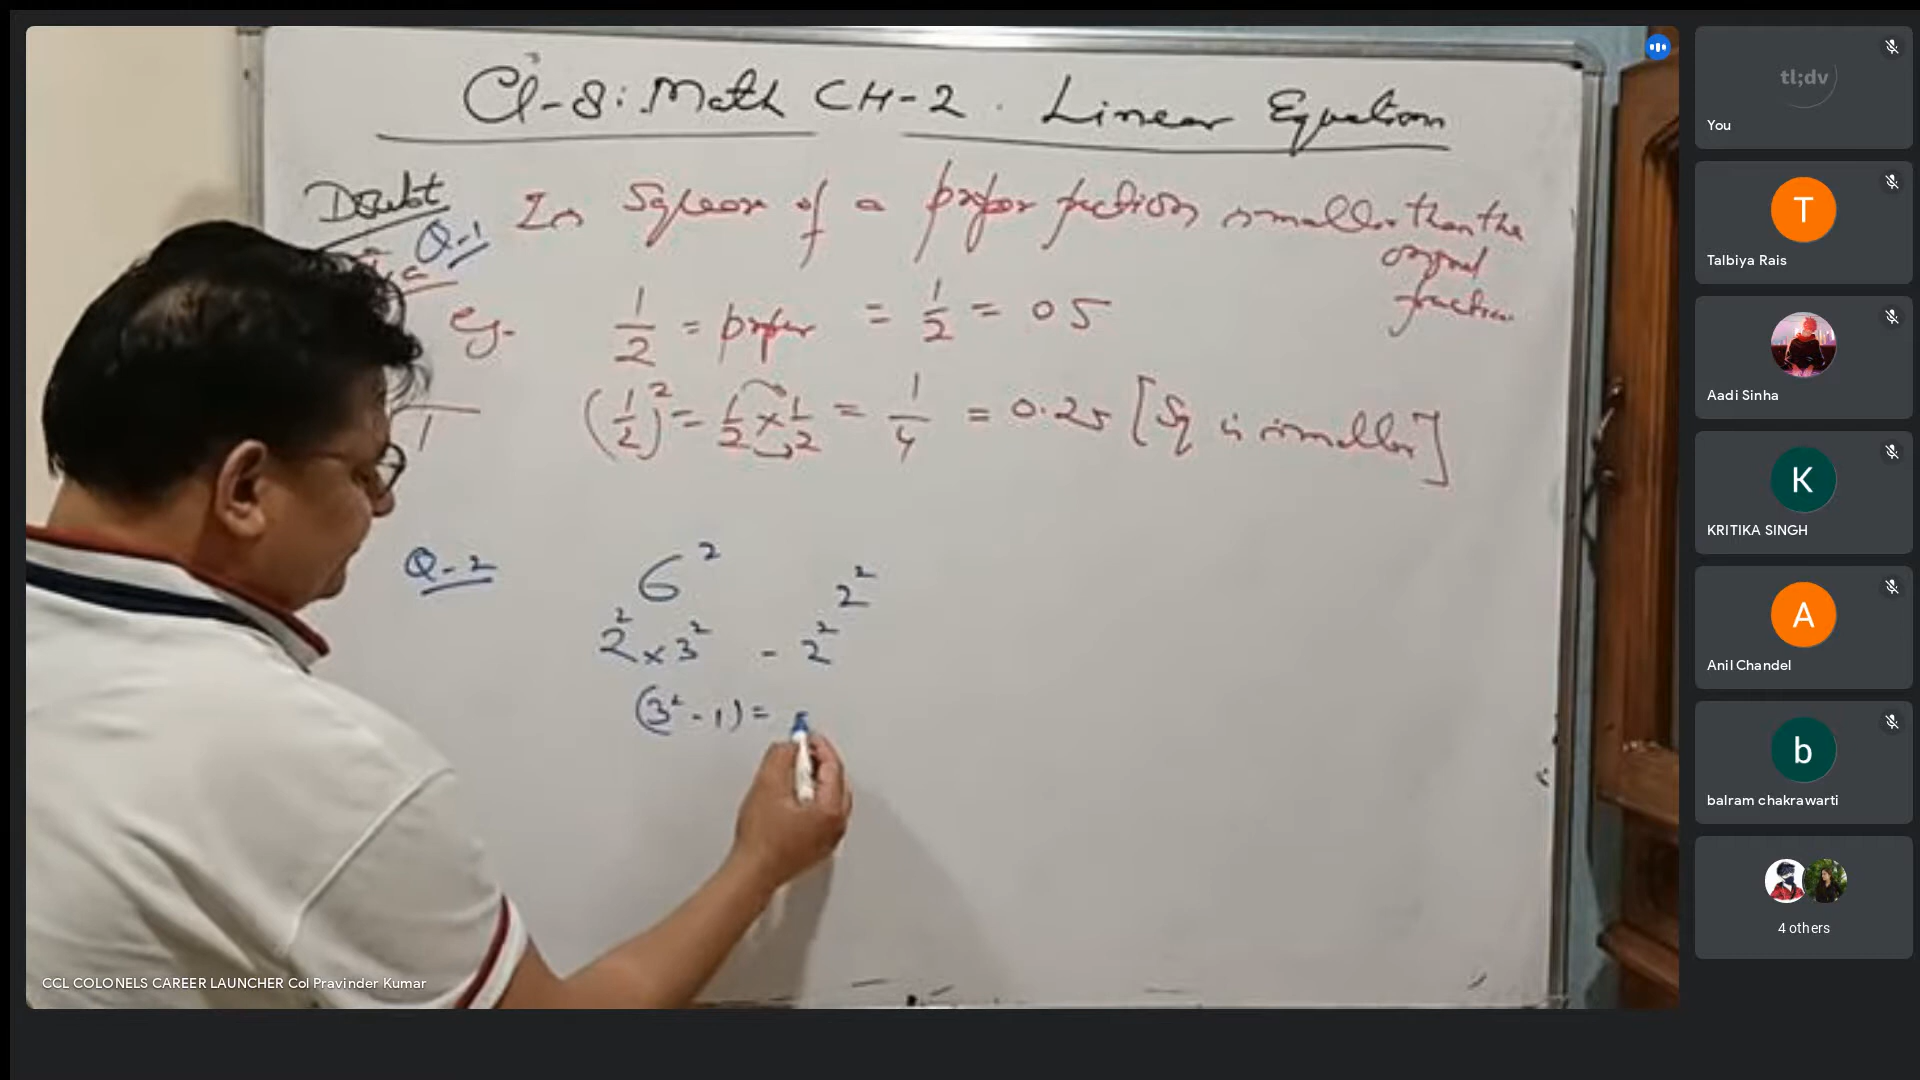 Cl-8: Math CH-2. Linear Equation
Doubt
Q-1
Is Square of a proper fraction smaller than the
original
fraction
eg. 1/2 = proper = 1/2 = 0 5
(1/2)² = 1/2 × 1/2 = 1/4 = 0.25 [Sq is smaller]
Q-2
6² 2²
2² × 3² - 2²
(3² - 1) =
CCL COLONELS CAREER LAUNCHER Col Pravinder Kumar
tl;dv
You
T
Talbiya Rais
Aadi Sinha
K
KRITIKA SINGH
A
Anil Chandel
b
balram chakrawarti
4 others